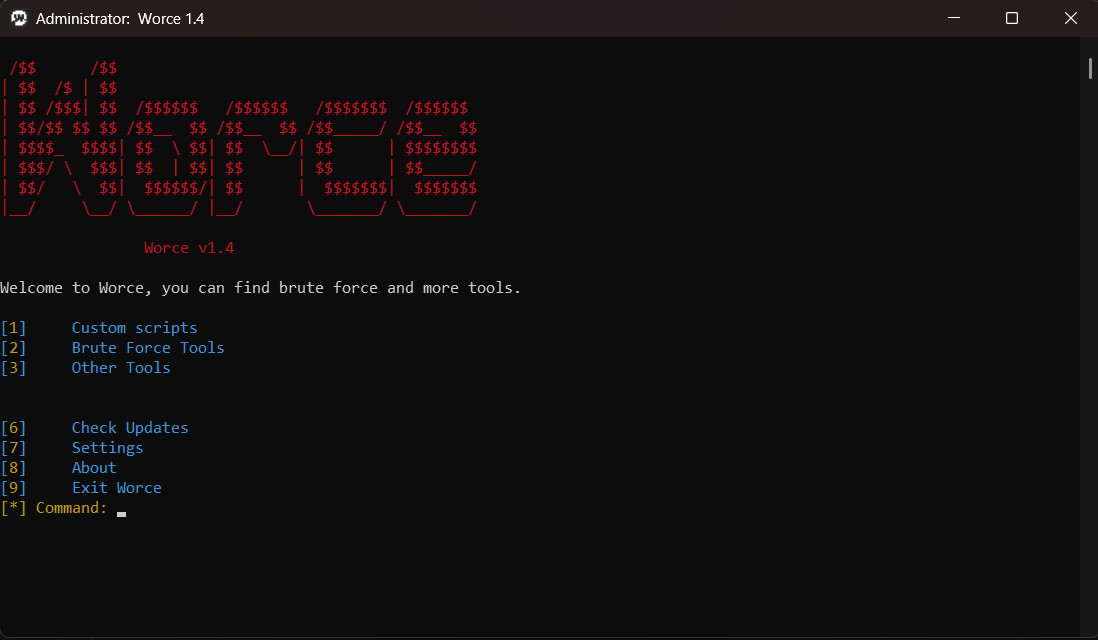 Administrator: Worce 1.4
 /$$      /$$
| $$  /$ | $$
| $$ /$$$| $$  /$$$$$$   /$$$$$$   /$$$$$$$  /$$$$$$
| $$/$$ $$ $$ /$$__  $$ /$$__  $$ /$$_____/ /$$__  $$
| $$$$_  $$$$| $$  \ $$| $$  \__/| $$      | $$$$$$$$
| $$$/ \  $$$| $$  | $$| $$      | $$      | $$_____/
| $$/   \  $$|  $$$$$$/| $$      |  $$$$$$$|  $$$$$$$
|__/     \__/ \______/ |__/       \_______/ \_______/
Worce v1.4
Welcome to Worce, you can find brute force and more tools.
[1]     Custom scripts
[2]     Brute Force Tools
[3]     Other Tools
[6]     Check Updates
[7]     Settings
[8]     About
[9]     Exit Worce
[*] Command: _